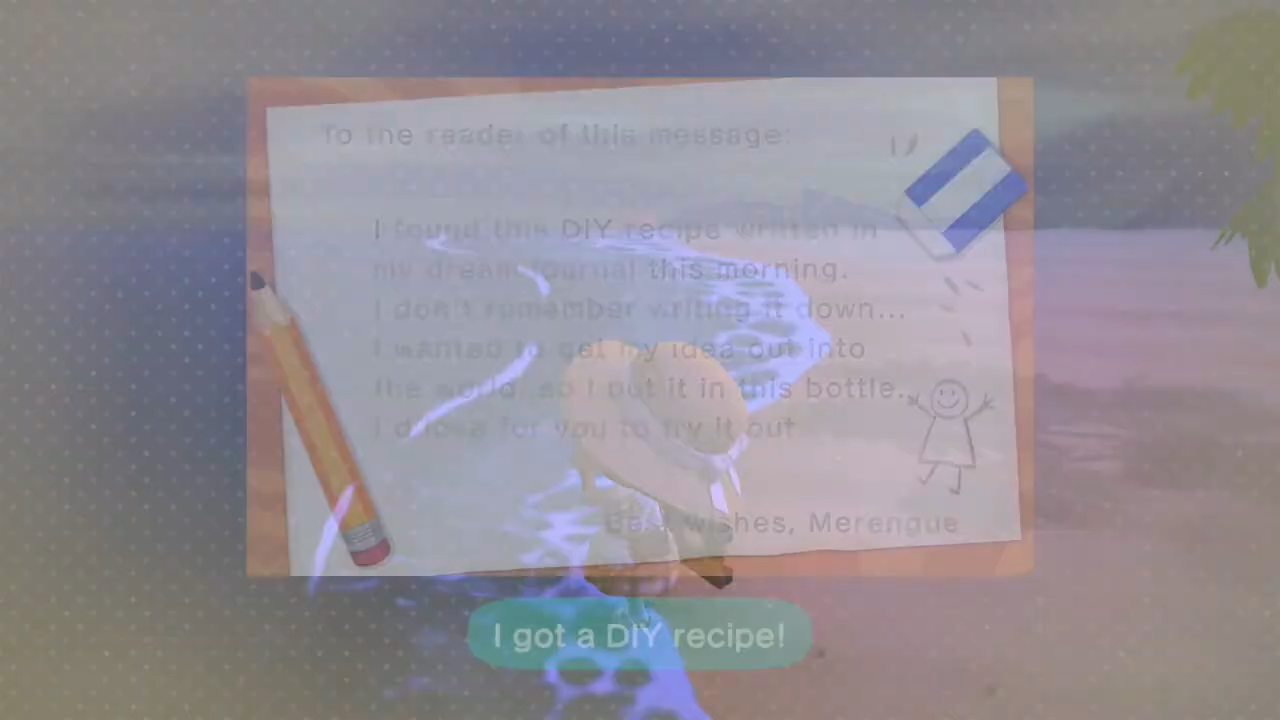 To the reader of this message:
I found this DIY recipe written in
my dream journal this morning.
I don't remember writing it down...
I wanted to get my idea out into
the world, so I put it in this bottle.
I'd love for you to try it out
Best wishes, Merengue
I got a DIY recipe!